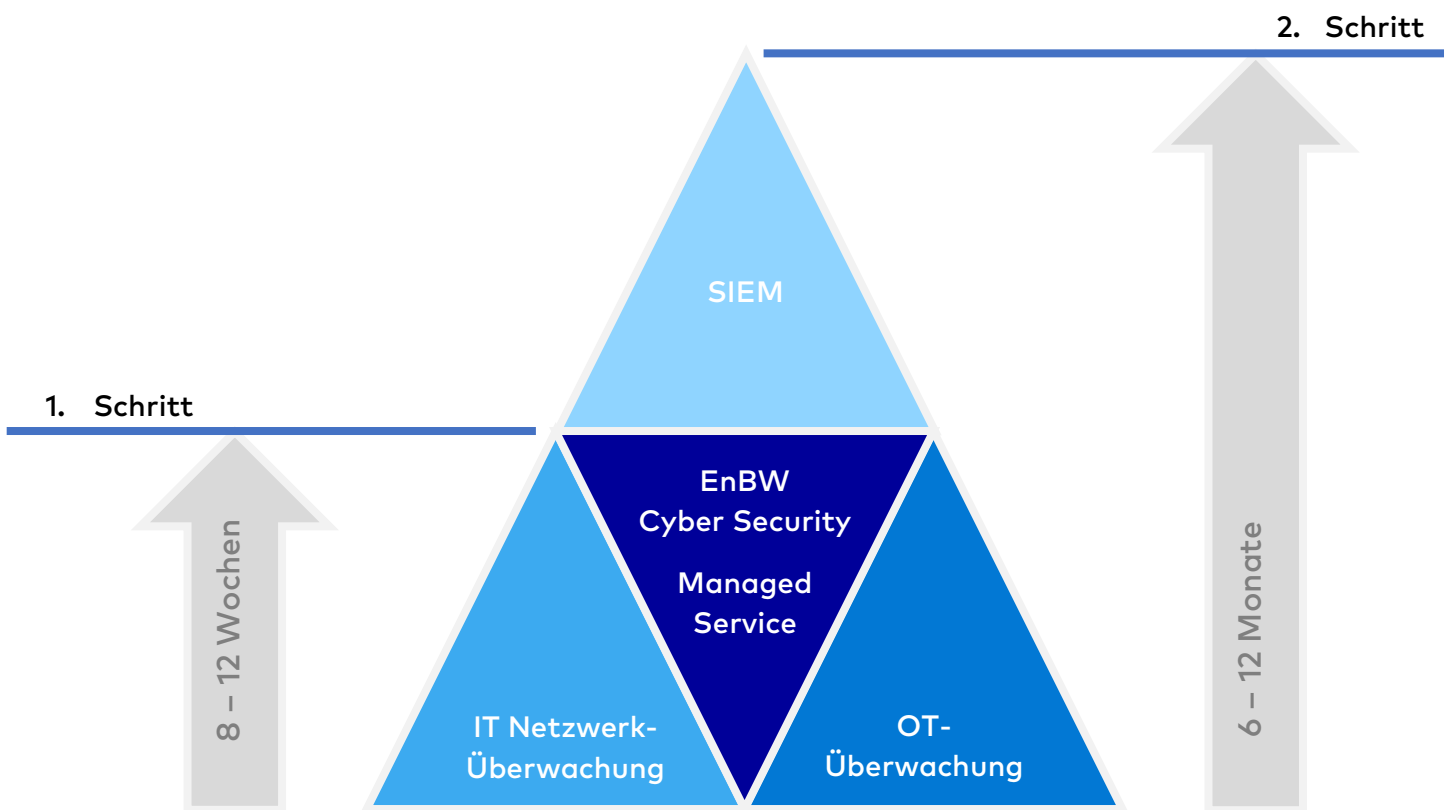 2. Schritt
SIEM
1. Schritt
EnBW
Cyber Security
Managed
Service
8 – 12 Wochen
6 – 12 Monate
IT Netzwerk-
Überwachung
OT-
Überwachung